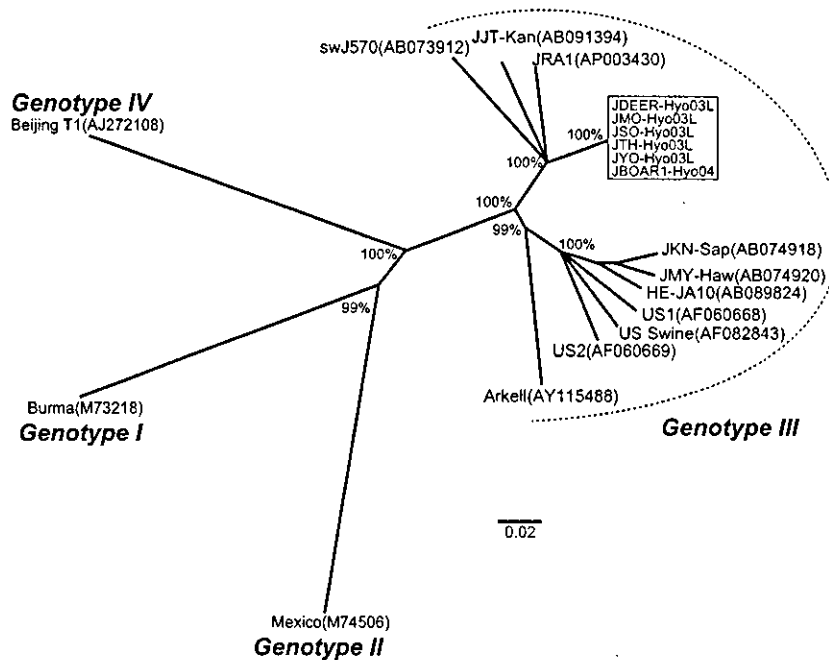 JJT-Kan(AB091394)
swJ570(AB073912)
JRA1(AP003430)
Genotype IV
Beijing T1(AJ272108)
JDEER-Hyo03L
JMO-Hyo03L
JSO-Hyo03L
JTH-Hyo03L
JYO-Hyo03L
JBOAR1-Hyo04
100%
100%
100%
99%
100%
100%
99%
JKN-Sap(AB074918)
JMY-Haw(AB074920)
HE-JA10(AB089824)
US1(AF060668)
US Swine(AF082843)
US2(AF060669)
Arkell(AY115488)
Genotype III
Burma(M73218)
Genotype I
0.02
Mexico(M74506)
Genotype II